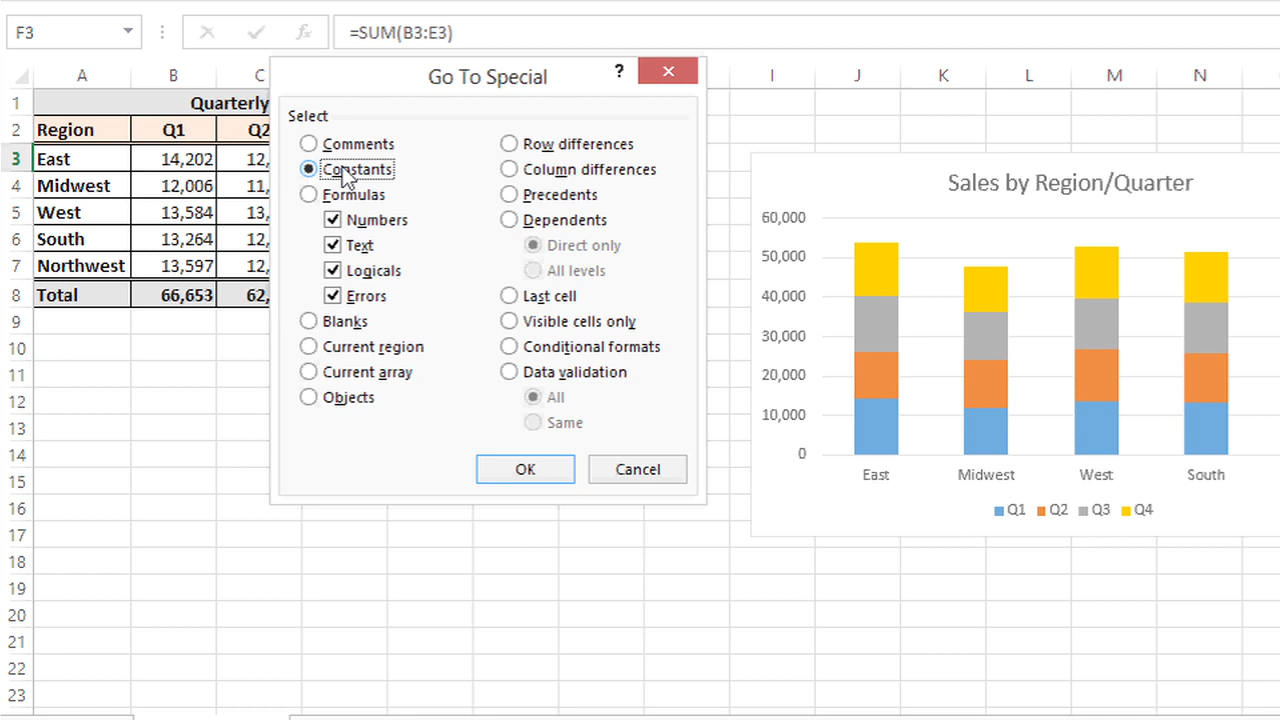 F3
fx
=SUM(B3:E3)
Go To Special
?
A B C I J K L M N
1 Quarterly
2 Region Q1 Q2
3 East 14,202 12,
4 Midwest 12,006 11,
5 West 13,584 13,
6 South 13,264 12,
7 Northwest 13,597 12,
8 Total 66,653 62,
9
10
11
12
13
14
15
16
17
18
19
20
21
22
23
Select
Comments
Constants
Formulas
Numbers
Text
Logicals
Errors
Blanks
Current region
Current array
Objects
Row differences
Column differences
Precedents
Dependents
Direct only
All levels
Last cell
Visible cells only
Conditional formats
Data validation
All
Same
OK Cancel
Sales by Region/Quarter
60,000
50,000
40,000
30,000
20,000
10,000
0
East Midwest West South
Q1 Q2 Q3 Q4